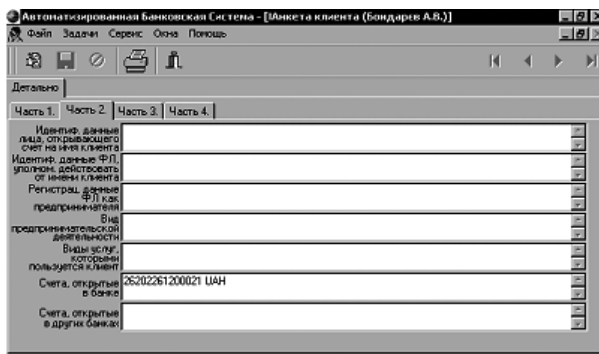 Автоматизированная Банковская Система - [Анкета клиента (Бондарев А.В.)]
Файл Задачи Сервис Окна Помощь
Детально
Часть 1. Часть 2. Часть 3. Часть 4.
Идентиф. данные
лица, открывающего
счет на имя клиента
Идентиф. данные ФЛ,
уполном. действовать
от имени клиента
Регистрац. данные
ФЛ как
предпринимателя
Вид
предпринимательской
деятельности
Виды услуг,
которыми
пользуется клиент
Счета, открытые
в банке
26202261200021 UAH
Счета, открытые
в других банках